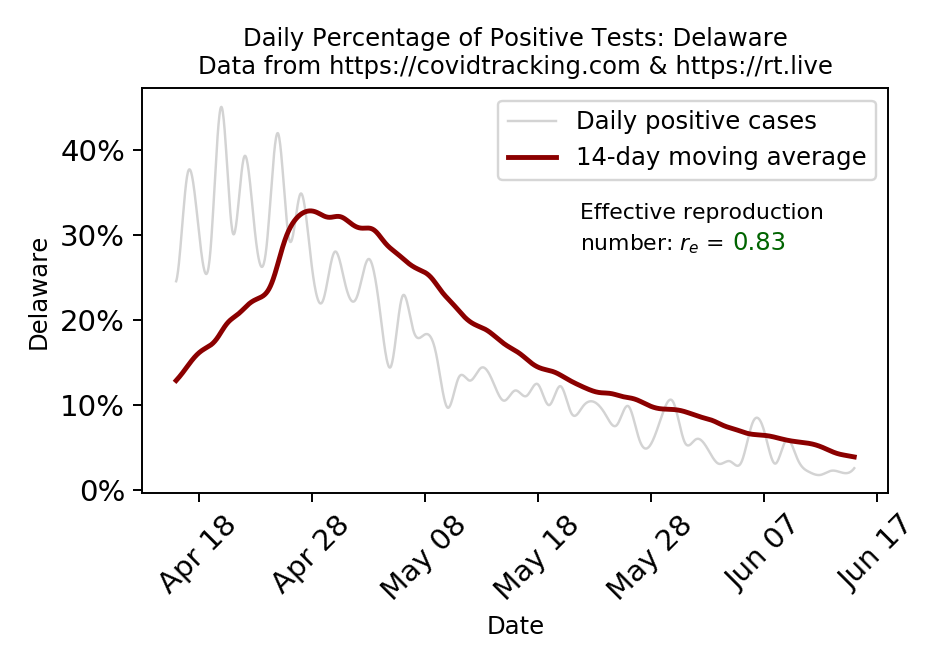 Daily Percentage of Positive Tests: Delaware
Data from https://covidtracking.com & https://rt.live
Daily positive cases
14-day moving average
Effective reproduction
number: rₑ = 0.83
Delaware
40%
30%
20%
10%
0%
Apr 18
Apr 28
May 08
May 18
May 28
Jun 07
Jun 17
Date